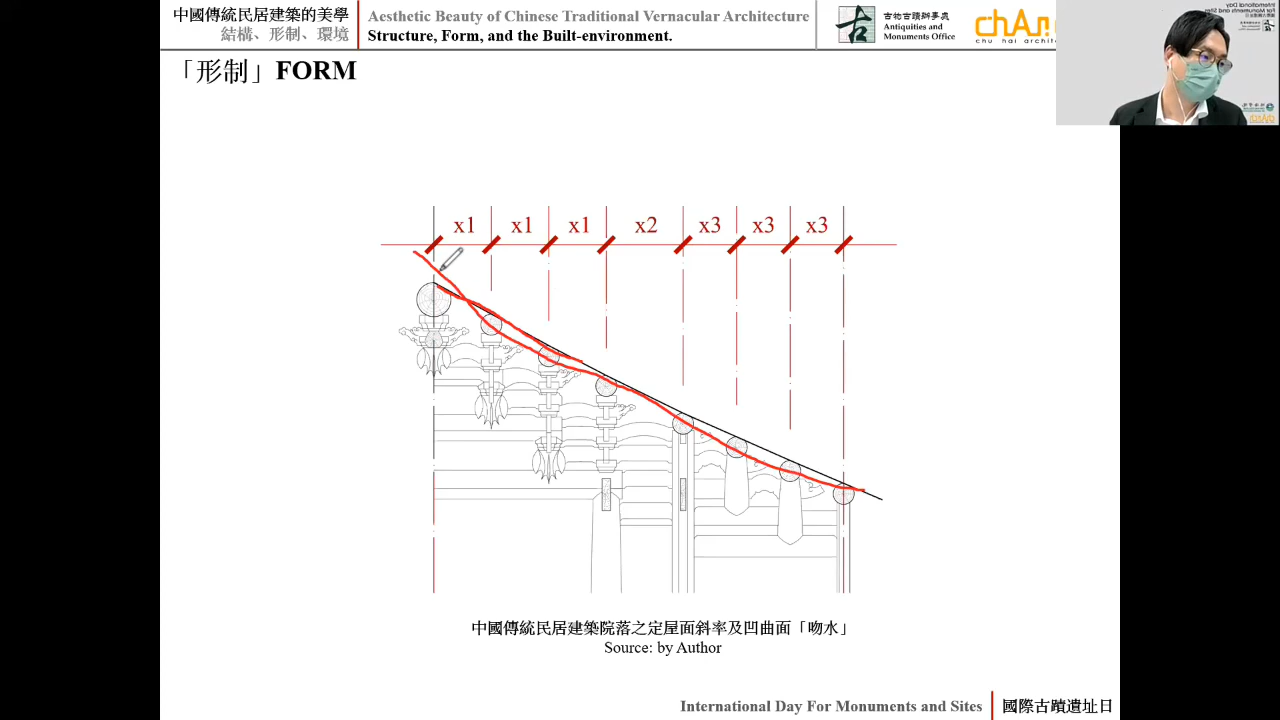 中國傳統民居建築的美學
結構、形制、環境
Aesthetic Beauty of Chinese Traditional Vernacular Architecture
Structure, Form, and the Built-environment.
古物古蹟辦事處
Antiquities and
Monuments Office
chu hai archite
「形制」FORM
x1 x1 x1 x2 x3 x3 x3
中國傳統民居建築院落之定屋面斜率及凹曲面「吻水」
Source: by Author
International Day For Monuments and Sites
國際古蹟遺址日